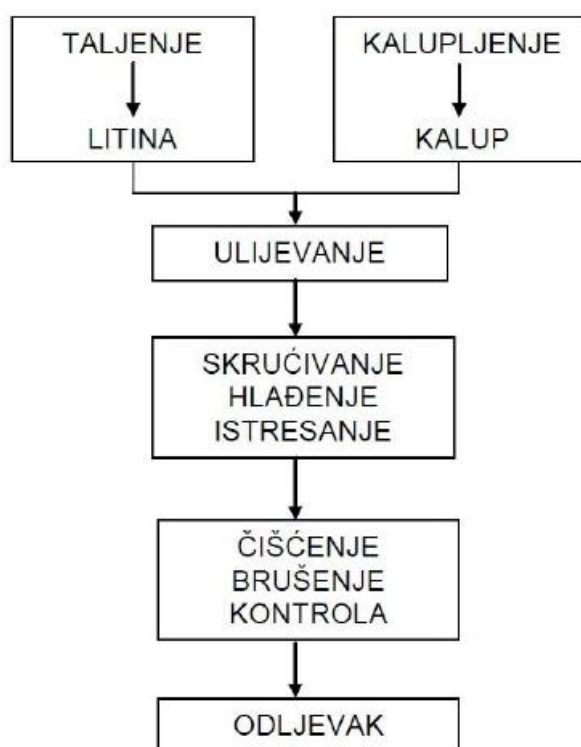 TALJENJE
LITINA
KALUPLJENJE
KALUP
ULIJEVANJE
SKRUĆIVANJE
HLAĐENJE
ISTRESANJE
ČIŠĆENJE
BRUŠENJE
KONTROLA
ODLJEVAK